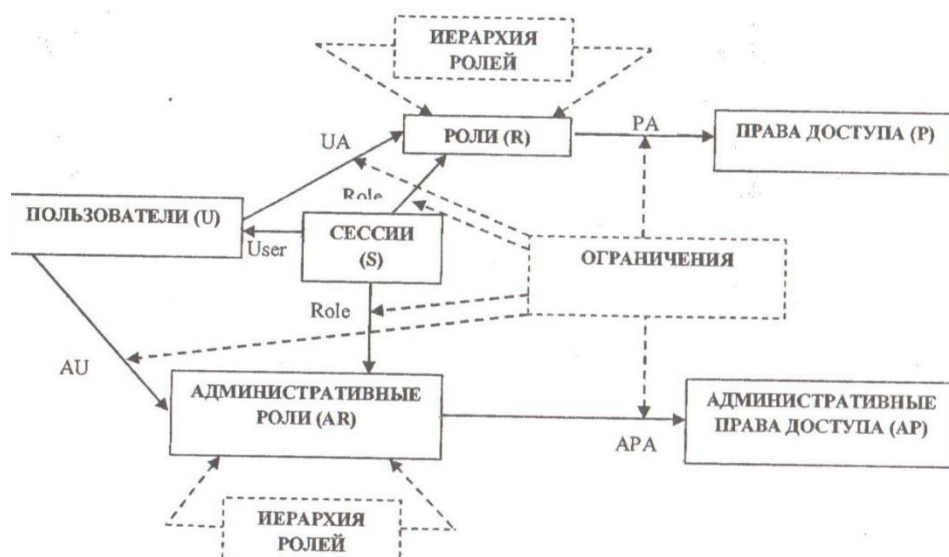 ИЕРАРХИЯ
РОЛЕЙ
РОЛИ (R)
PA
ПРАВА ДОСТУПА (P)
UA
Role
ПОЛЬЗОВАТЕЛИ (U)
User
СЕССИИ
(S)
ОГРАНИЧЕНИЯ
Role
AU
АДМИНИСТРАТИВНЫЕ
РОЛИ (AR)
APA
АДМИНИСТРАТИВНЫЕ
ПРАВА ДОСТУПА (AP)
ИЕРАРХИЯ
РОЛЕЙ